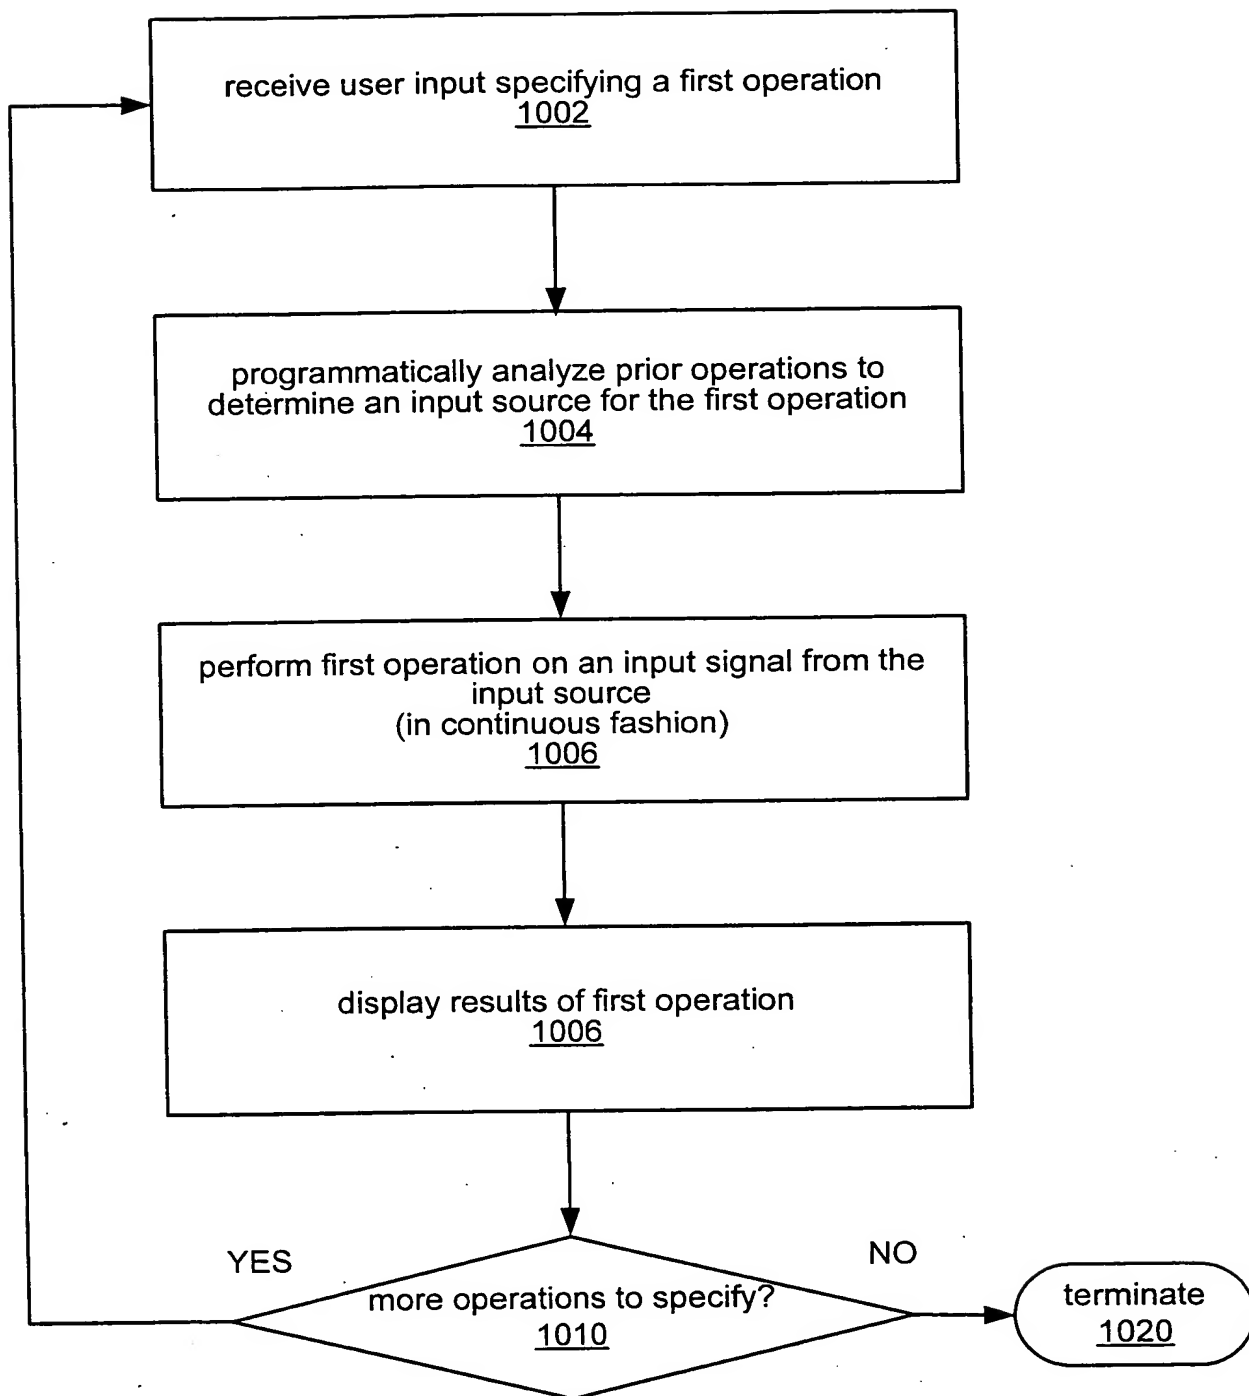 receive user input specifying a first operation
1002
programmatically analyze prior operations to
determine an input source for the first operation
1004
perform first operation on an input signal from the
input source
(in continuous fashion)
1006
display results of first operation
1006
YES
NO
more operations to specify?
1010
terminate
1020